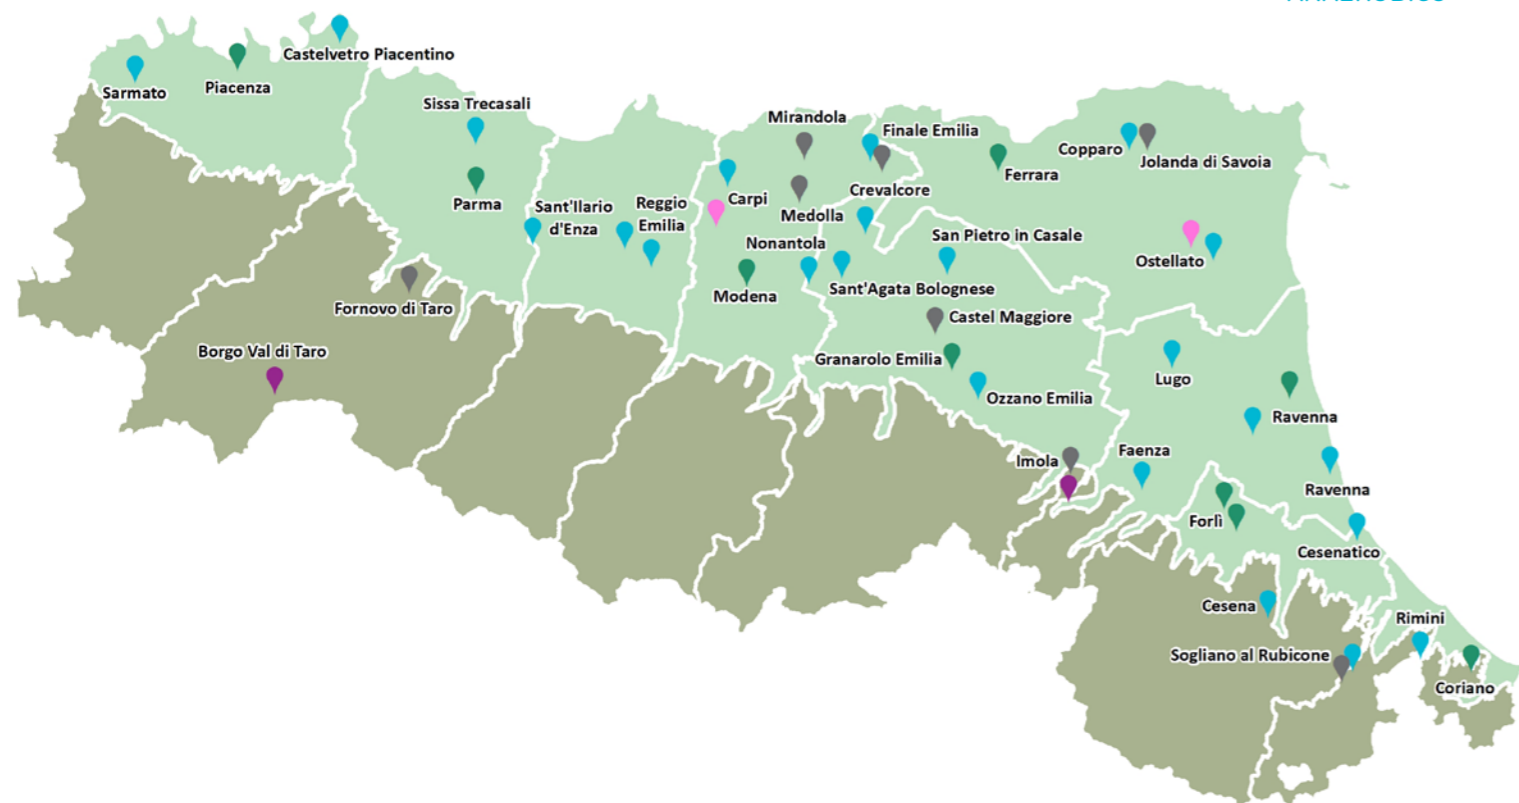 Castelvetro Piacentino
Sarmato
Piacenza
Sissa Trecasali
Parma
Sant'Ilario
d'Enza
Reggio
Emilia
Fornovo di Taro
Borgo Val di Taro
Mirandola
Finale Emilia
Carpi
Medolla
Crevalcore
Nonantola
Modena
Sant'Agata Bolognese
San Pietro in Casale
Castel Maggiore
Granarolo Emilia
Ozzano Emilia
Ferrara
Copparo
Jolanda di Savoia
Ostellato
Lugo
Ravenna
Ravenna
Imola
Faenza
Forlì
Cesenatico
Cesena
Rimini
Sogliano al Rubicone
Coriano